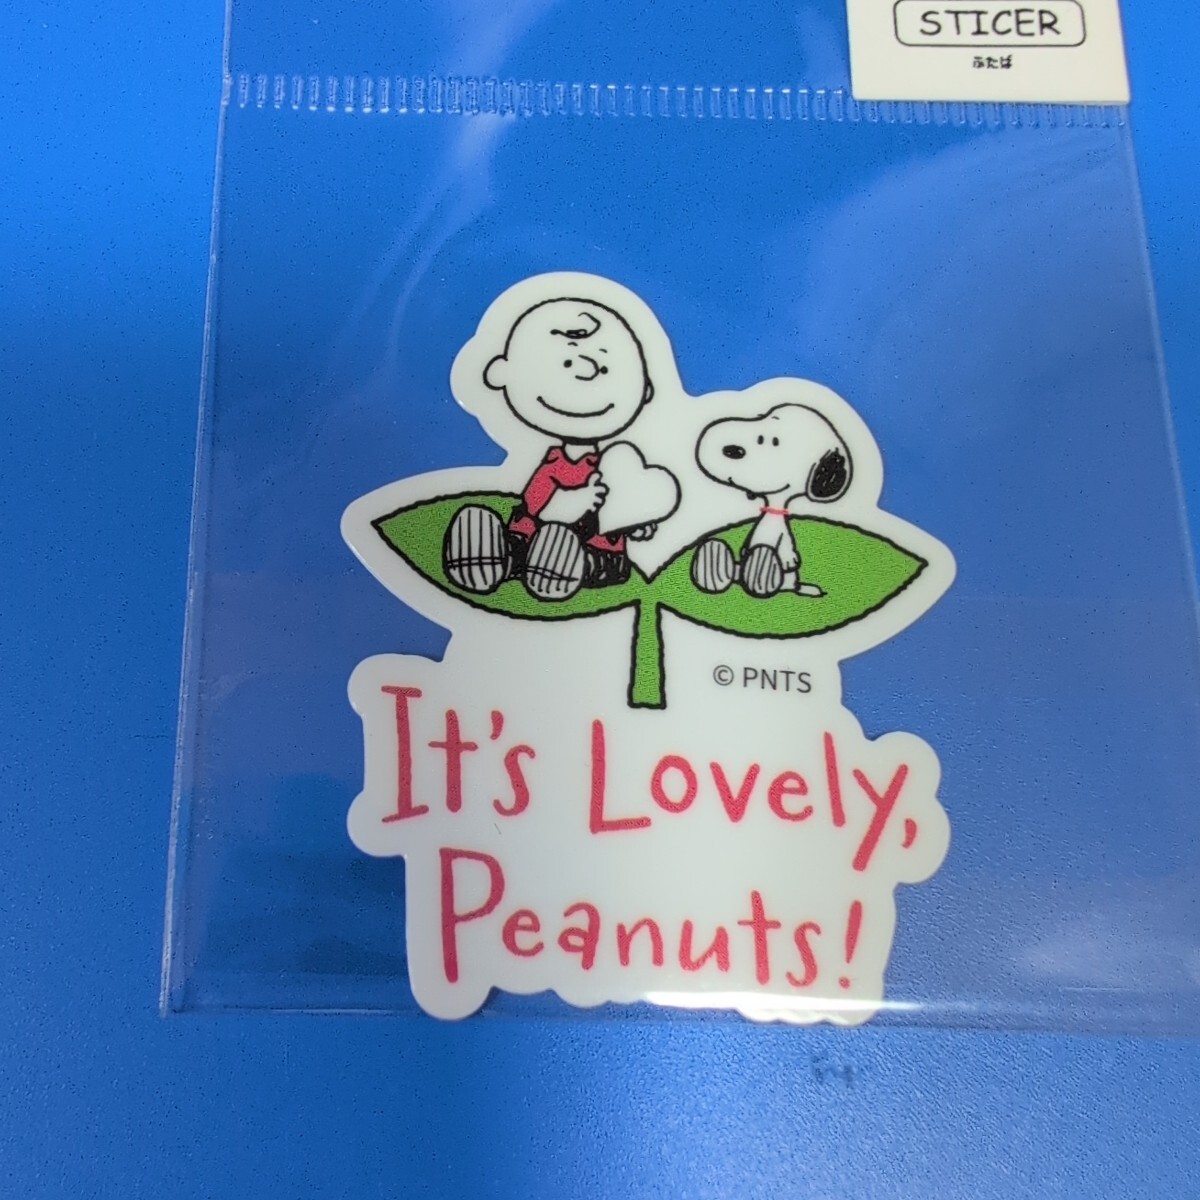 STICER
ふたば
© PNTS
It's Lovely,
Peanuts!